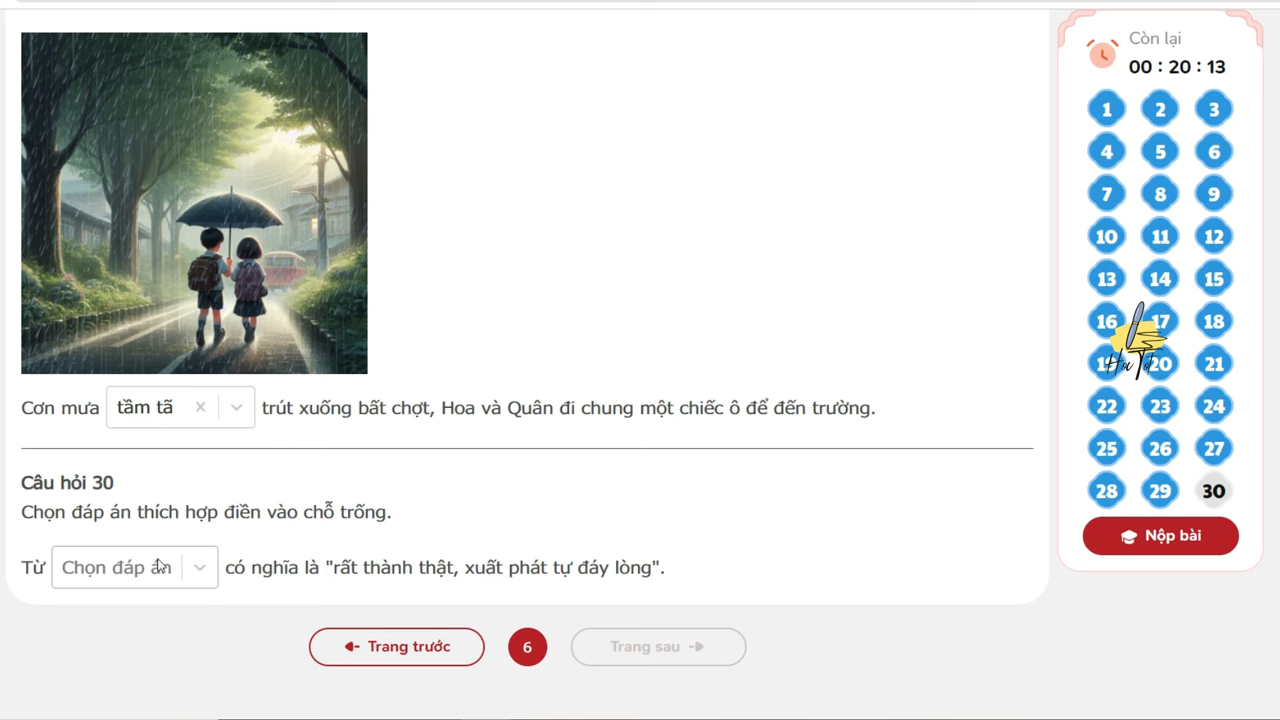 Còn lại
00 : 20 : 13
1 2 3
4 5 6
7 8 9
10 11 12
13 14 15
16 17 18
19 20 21
22 23 24
25 26 27
28 29 30
Nộp bài
Cơn mưa tầm tã trút xuống bất chợt, Hoa và Quân đi chung một chiếc ô để đến trường.
Câu hỏi 30
Chọn đáp án thích hợp điền vào chỗ trống.
Từ Chọn đáp án có nghĩa là "rất thành thật, xuất phát tự đáy lòng".
Trang trước 6 Trang sau